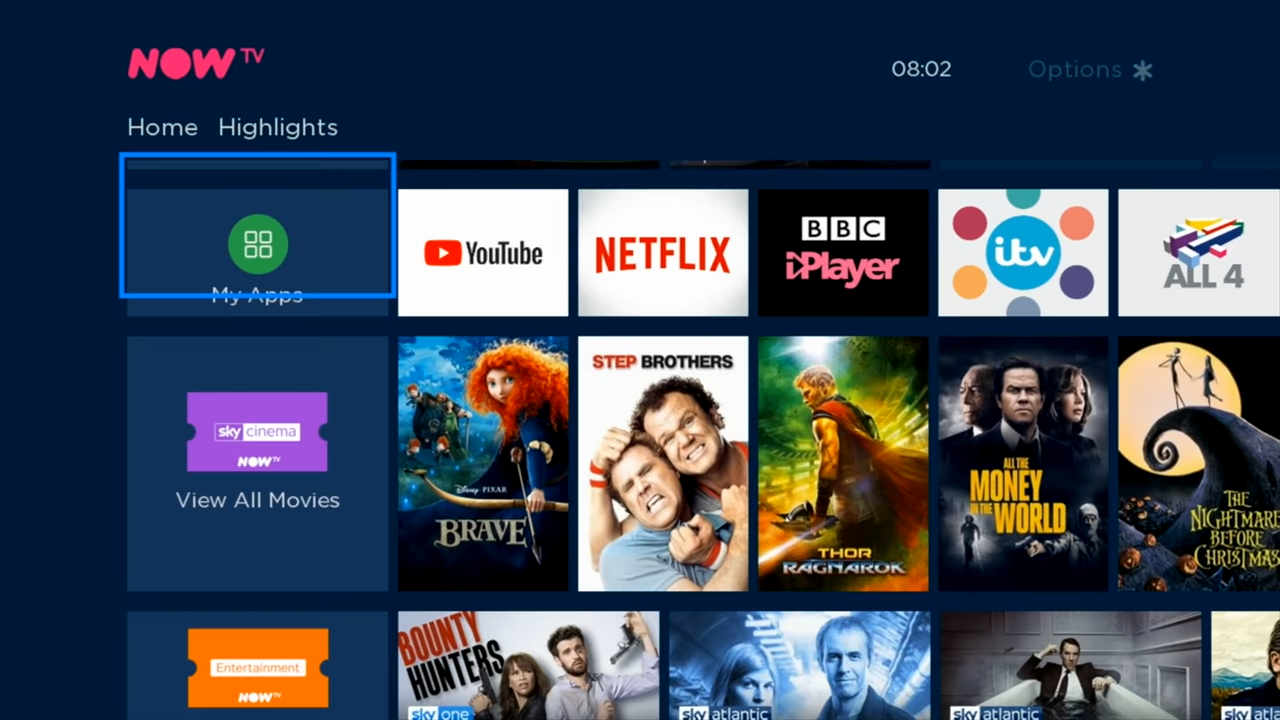 NOW TV
08:02
Options
Home Highlights
My Apps
YouTube
NETFLIX
BBC
iPlayer
itv
ALL 4
sky cinema
NOW TV
View All Movies
Disney PIXAR
BRAVE
STEP BROTHERS
THOR
RAGNAROK
ALL THE
MONEY
IN THE
WORLD
THE
NIGHTMARE
BEFORE
CHRISTMAS
Entertainment
NOW TV
BOUNTY
HUNTERS
sky one
sky atlantic
sky atlantic
sky atla